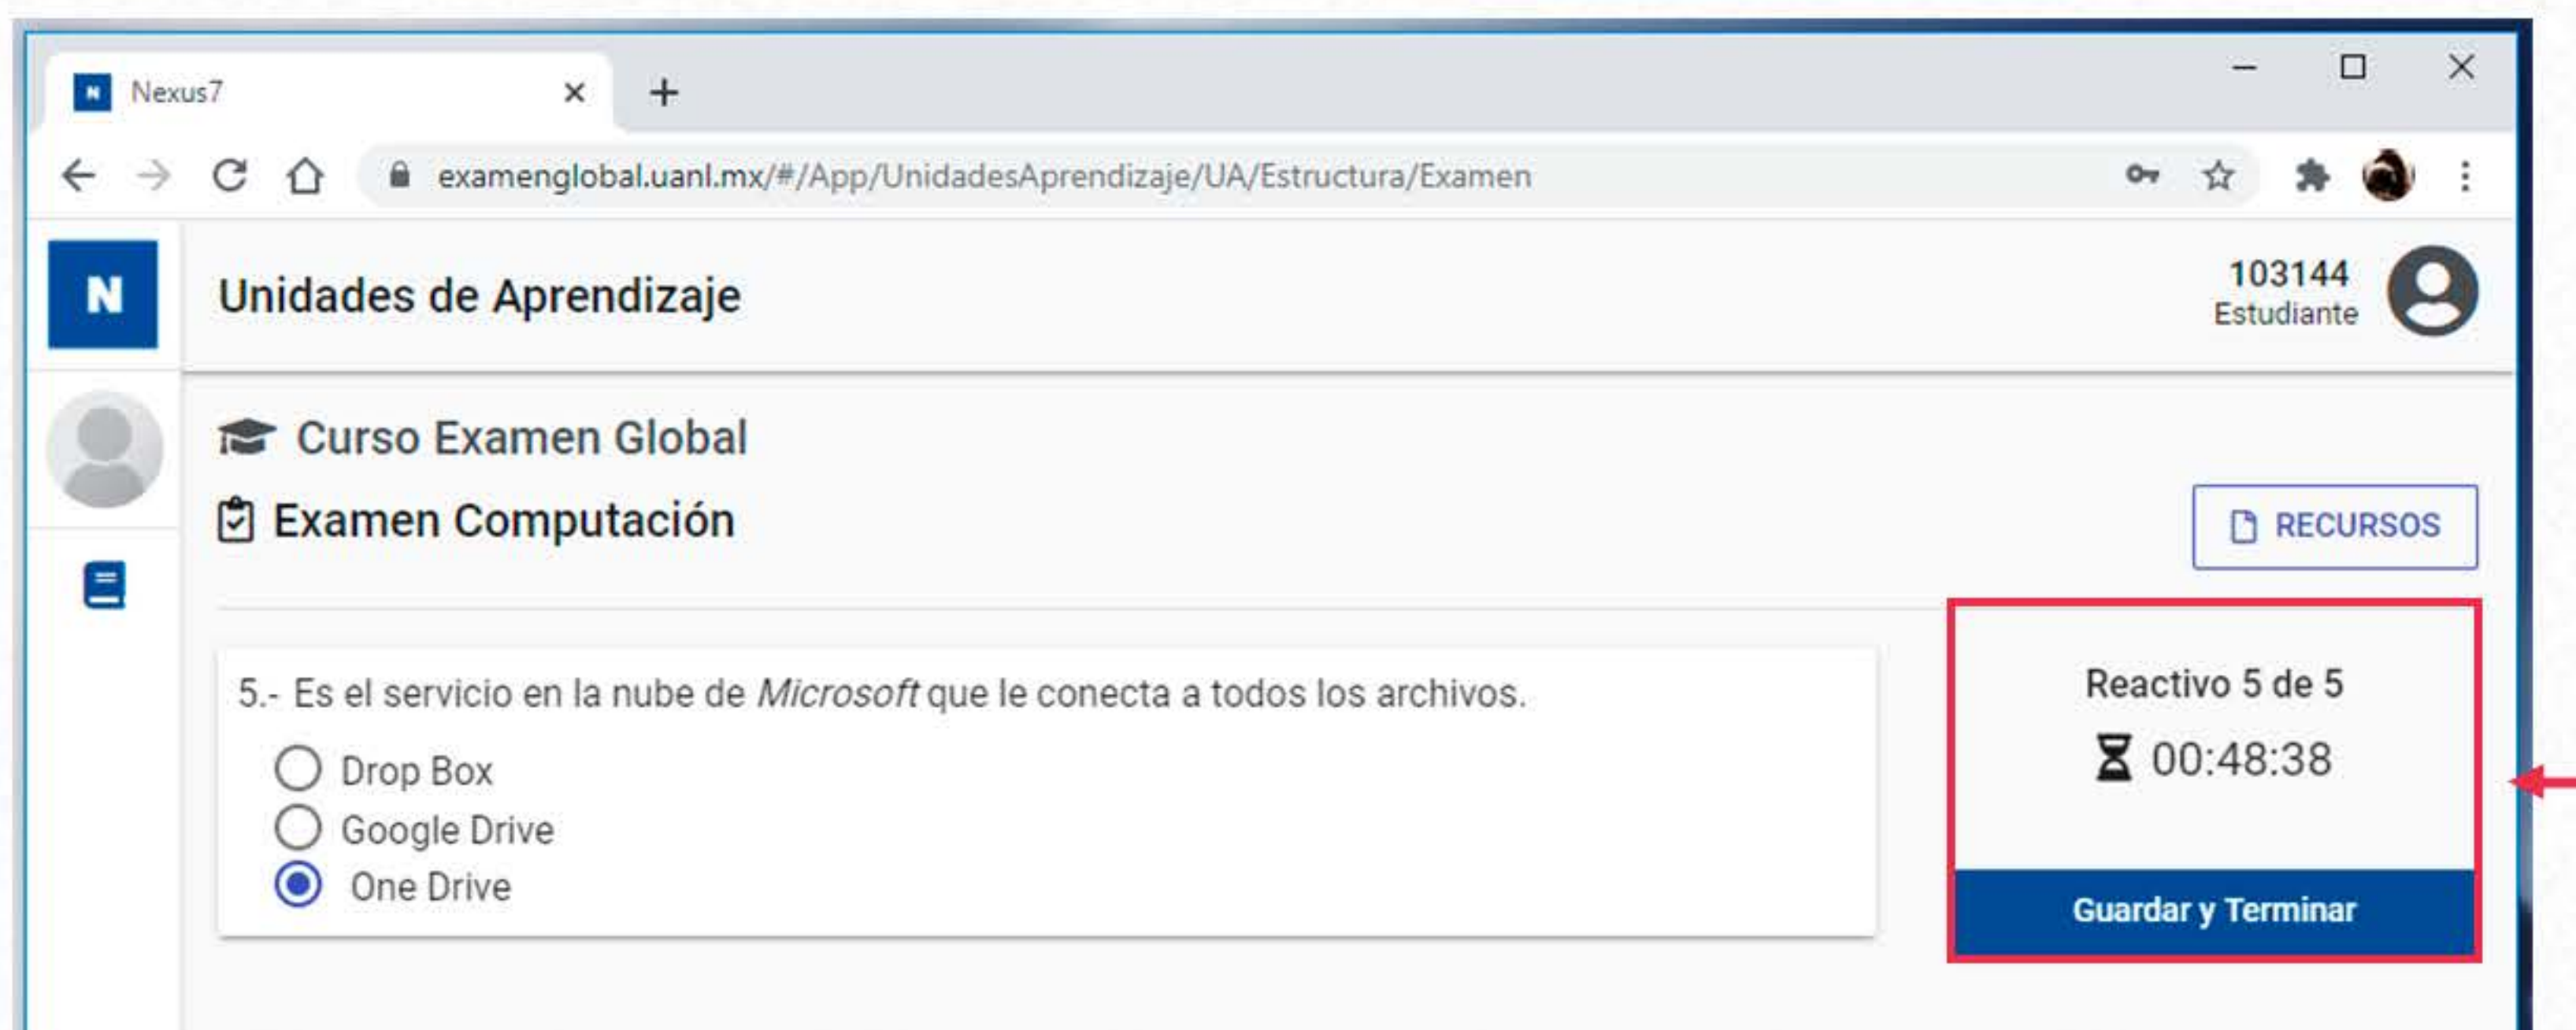 N Nexus7
examenglobal.uanl.mx/#/App/UnidadesAprendizaje/UA/Estructura/Examen
N
Unidades de Aprendizaje
103144
Estudiante
Curso Examen Global
Examen Computación
RECURSOS
5.- Es el servicio en la nube de Microsoft que le conecta a todos los archivos.
Drop Box
Google Drive
One Drive
Reactivo 5 de 5
00:48:38
Guardar y Terminar